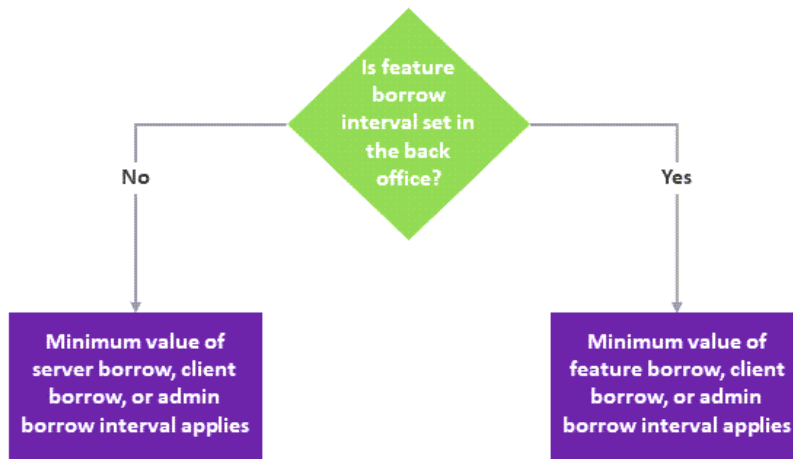 Is feature
borrow
interval set in
the back
office?
No
Yes
Minimum value of
server borrow, client
borrow, or admin
borrow interval applies
Minimum value of
feature borrow, client
borrow, or admin
borrow interval applies